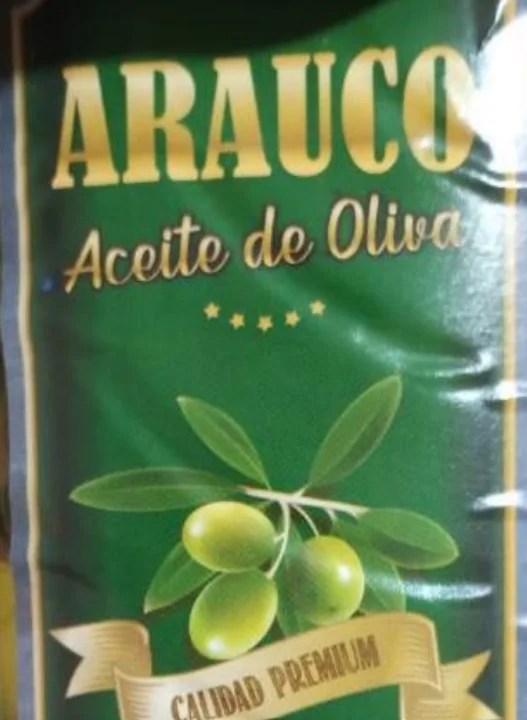 ARAUCO
Aceite de Oliva
CALIDAD PREMIUM